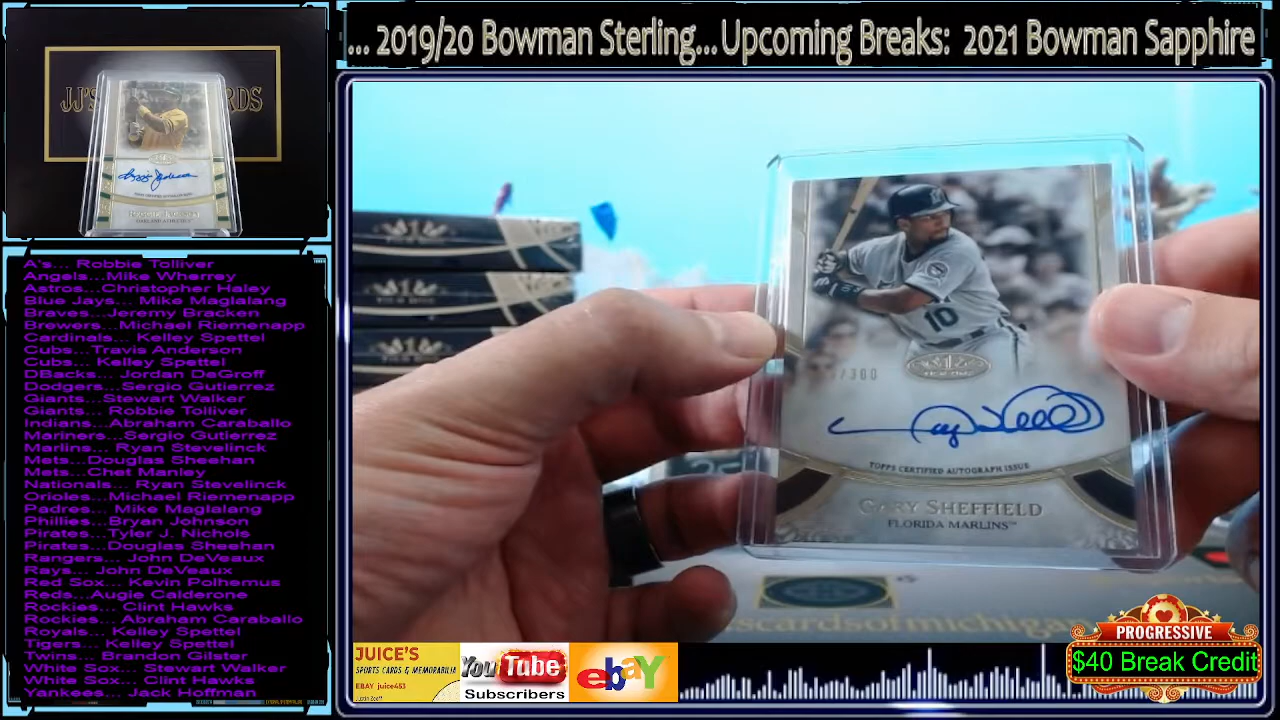 ... 2019/20 Bowman Sterling...Upcoming Breaks: 2021 Bowman Sapphire
JJ'S
RDS
A's... Robbie Tolliver
Angels...Mike Wherrey
Astros...Christopher Haley
Blue Jays... Mike Maglalang
Braves...Jeremy Bracken
Brewers...Michael Riemenapp
Cardinals... Kelley Spettel
Cubs...Travis Anderson
Cubs... Kelley Spettel
DBacks... Jordan DeGroff
Dodgers...Sergio Gutierrez
Giants...Stewart Walker
Giants... Robbie Tolliver
Indians...Abraham Caraballo
Mariners...Sergio Gutierrez
Marlins... Ryan Stevelinck
Mets...Douglas Sheehan
Mets...Chet Manley
Nationals... Ryan Stevelinck
Orioles...Michael Riemenapp
Padres... Mike Maglalang
Phillies...Bryan Johnson
Pirates...Tyler J. Nichols
Pirates...Douglas Sheehan
Rangers... John DeVeaux
Rays... John DeVeaux
Red Sox... Kevin Polhemus
Reds...Augie Calderone
Rockies... Clint Hawks
Rockies... Abraham Caraballo
Royals... Kelley Spettel
Tigers... Kelley Spettel
Twins... Brandon Gilster
White Sox... Stewart Walker
White Sox... Clint Hawks
Yankees... Jack Hoffman
10
/300
TOPPS CERTIFIED AUTOGRAPH ISSUE
GARY SHEFFIELD
FLORIDA MARLINS™
JUICE'S
SPORTS CARDS & MEMORABILIA
EBAY juice453
YouTube
Subscribers
ebay
PROGRESSIVE
$40 Break Credit